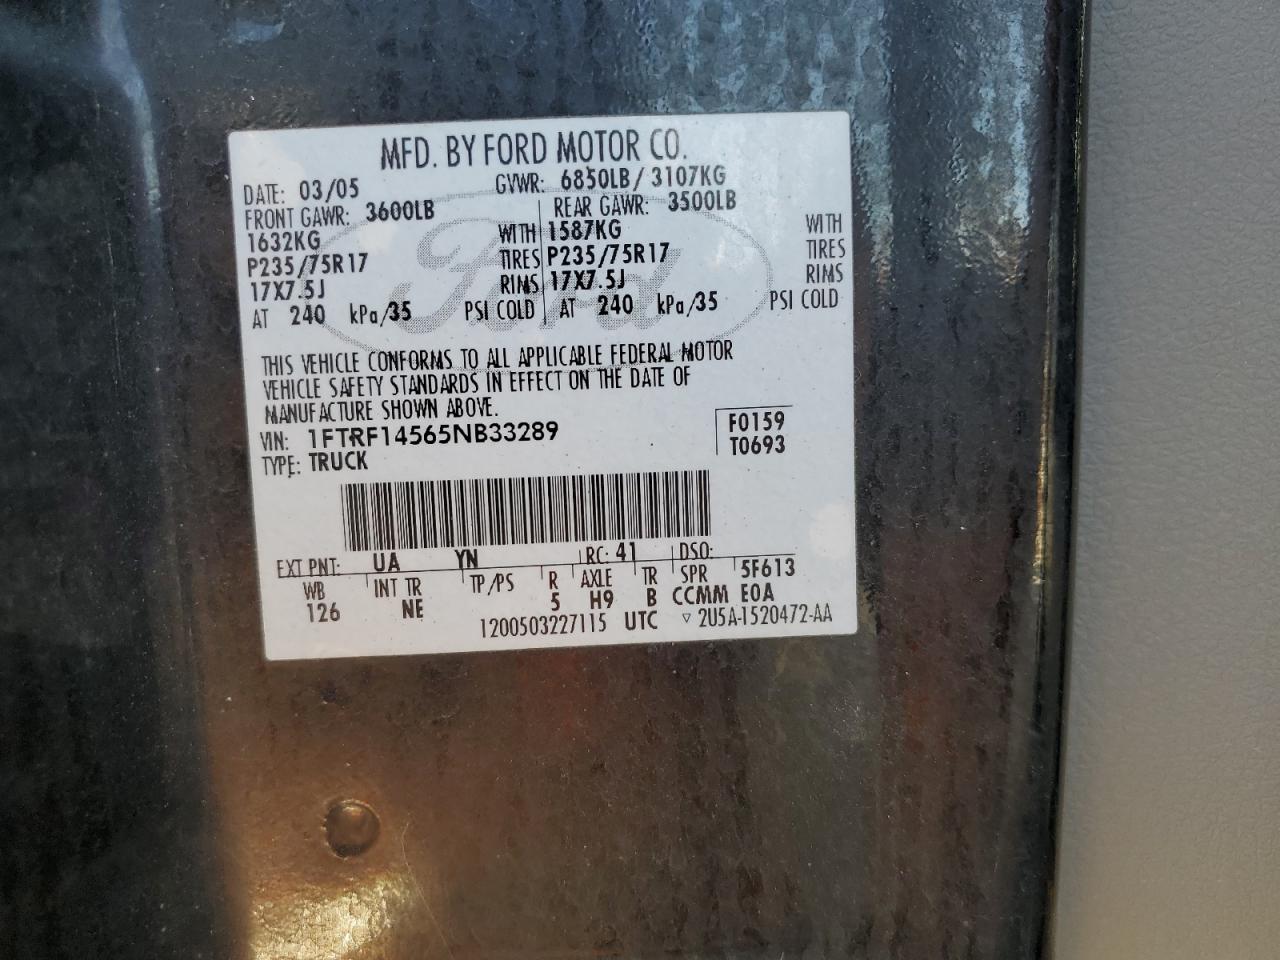 MFD. BY FORD MOTOR CO.
DATE: 03/05 GVWR: 6850LB/3107KG
FRONT GAWR: 3600LB REAR GAWR: 3500LB
1632KG WITH 1587KG WITH
P235/75R17 TIRES P235/75R17 TIRES
17X7.5J RIMS 17X7.5J RIMS
AT 240 kPa/35 PSI COLD AT 240 kPa/35 PSI COLD
Ford
THIS VEHICLE CONFORMS TO ALL APPLICABLE FEDERAL MOTOR
VEHICLE SAFETY STANDARDS IN EFFECT ON THE DATE OF
MANUFACTURE SHOWN ABOVE.
VIN: 1FTRF14565NB33289 F0159
TYPE: TRUCK T0693
EXT PNT: UA YN RC: 41 DSO:
WB INT TR TP/PS R AXLE TR SPR 5F613
126 NE 5 H9 B CCMM E0A
1200503227115 UTC ▽ 2U5A-1520472-AA